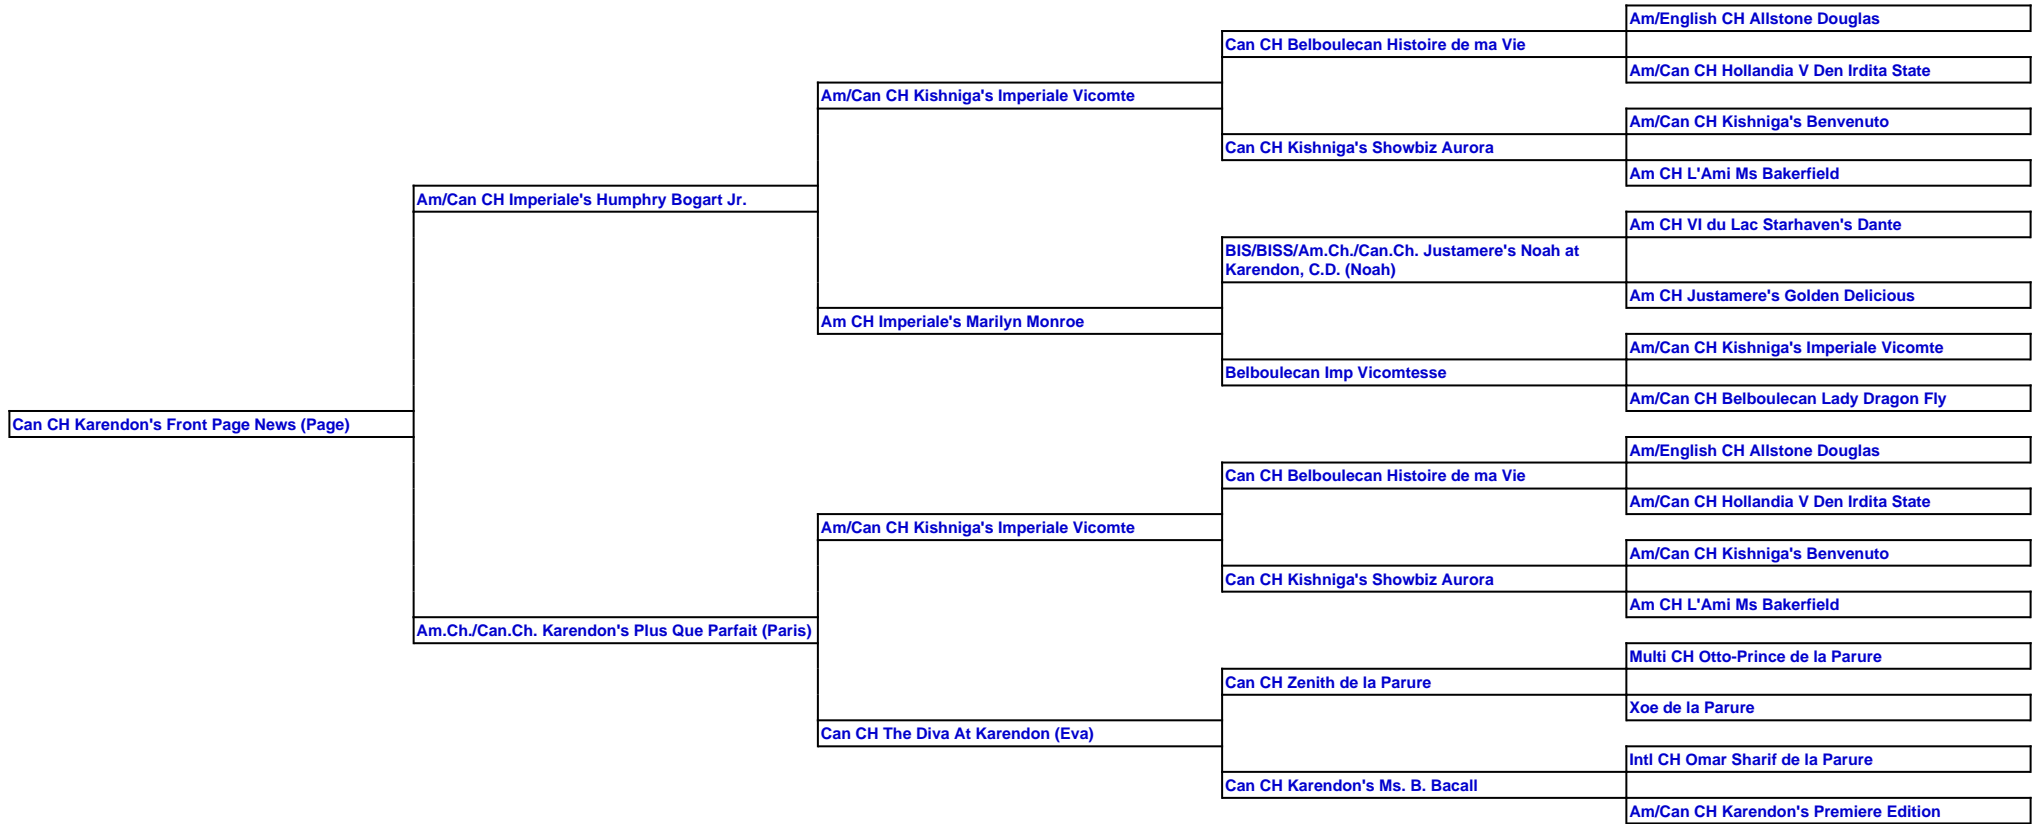 Am/English CH Allstone Douglas
Can CH Belboulecan Histoire de ma Vie
Am/Can CH Hollandia V Den Irdita State
Am/Can CH Kishniga's Imperiale Vicomte
Am/Can CH Kishniga's Benvenuto
Can CH Kishniga's Showbiz Aurora
Am CH L'Ami Ms Bakerfield
Am/Can CH Imperiale's Humphry Bogart Jr.
Am CH VI du Lac Starhaven's Dante
BIS/BISS/Am.Ch./Can.Ch. Justamere's Noah at
Karendon, C.D. (Noah)
Am CH Justamere's Golden Delicious
Am CH Imperiale's Marilyn Monroe
Am/Can CH Kishniga's Imperiale Vicomte
Belboulecan Imp Vicomtesse
Am/Can CH Belboulecan Lady Dragon Fly
Can CH Karendon's Front Page News (Page)
Am/English CH Allstone Douglas
Can CH Belboulecan Histoire de ma Vie
Am/Can CH Hollandia V Den Irdita State
Am/Can CH Kishniga's Imperiale Vicomte
Am/Can CH Kishniga's Benvenuto
Can CH Kishniga's Showbiz Aurora
Am CH L'Ami Ms Bakerfield
Am.Ch./Can.Ch. Karendon's Plus Que Parfait (Paris)
Multi CH Otto-Prince de la Parure
Can CH Zenith de la Parure
Xoe de la Parure
Can CH The Diva At Karendon (Eva)
Intl CH Omar Sharif de la Parure
Can CH Karendon's Ms. B. Bacall
Am/Can CH Karendon's Premiere Edition